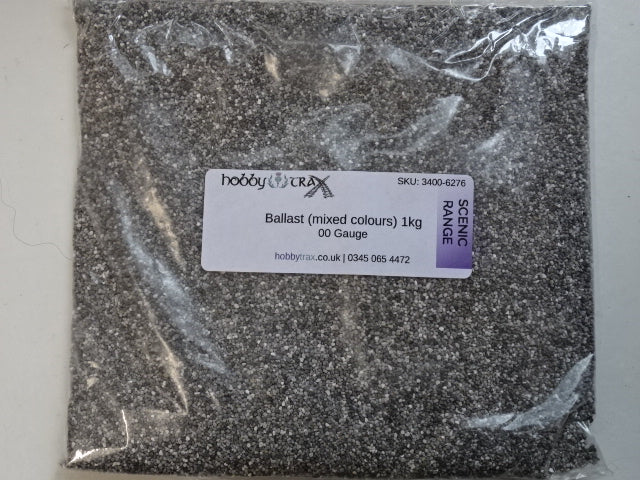 hobby trax
SKU: 3400-6276
SCENIC
RANGE
Ballast (mixed colours) 1kg
00 Gauge
hobbytrax.co.uk | 0345 065 4472